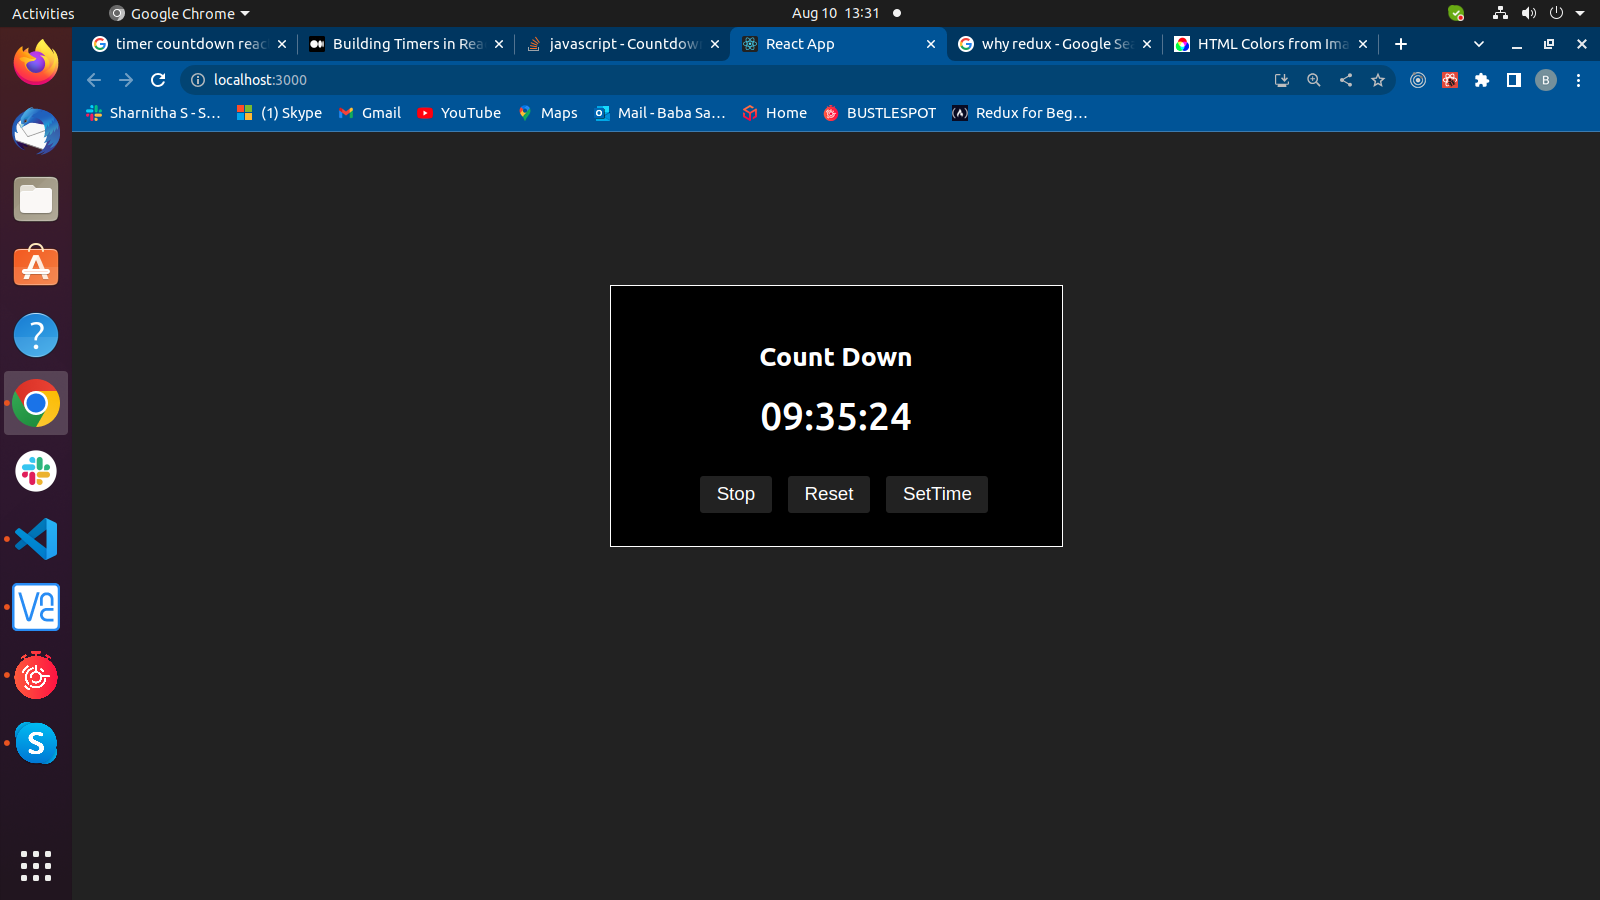 Activities
Google Chrome
Aug 10 13:31
timer countdown reac
Building Timers in Rea
javascript - Countdown
React App
why redux - Google Se
HTML Colors from Ima
localhost:3000
B
Sharnitha S - S...
(1) Skype
Gmail
YouTube
Maps
Mail - Baba Sa...
Home
BUSTLESPOT
Redux for Beg...
Count Down
09:35:24
Stop
Reset
SetTime